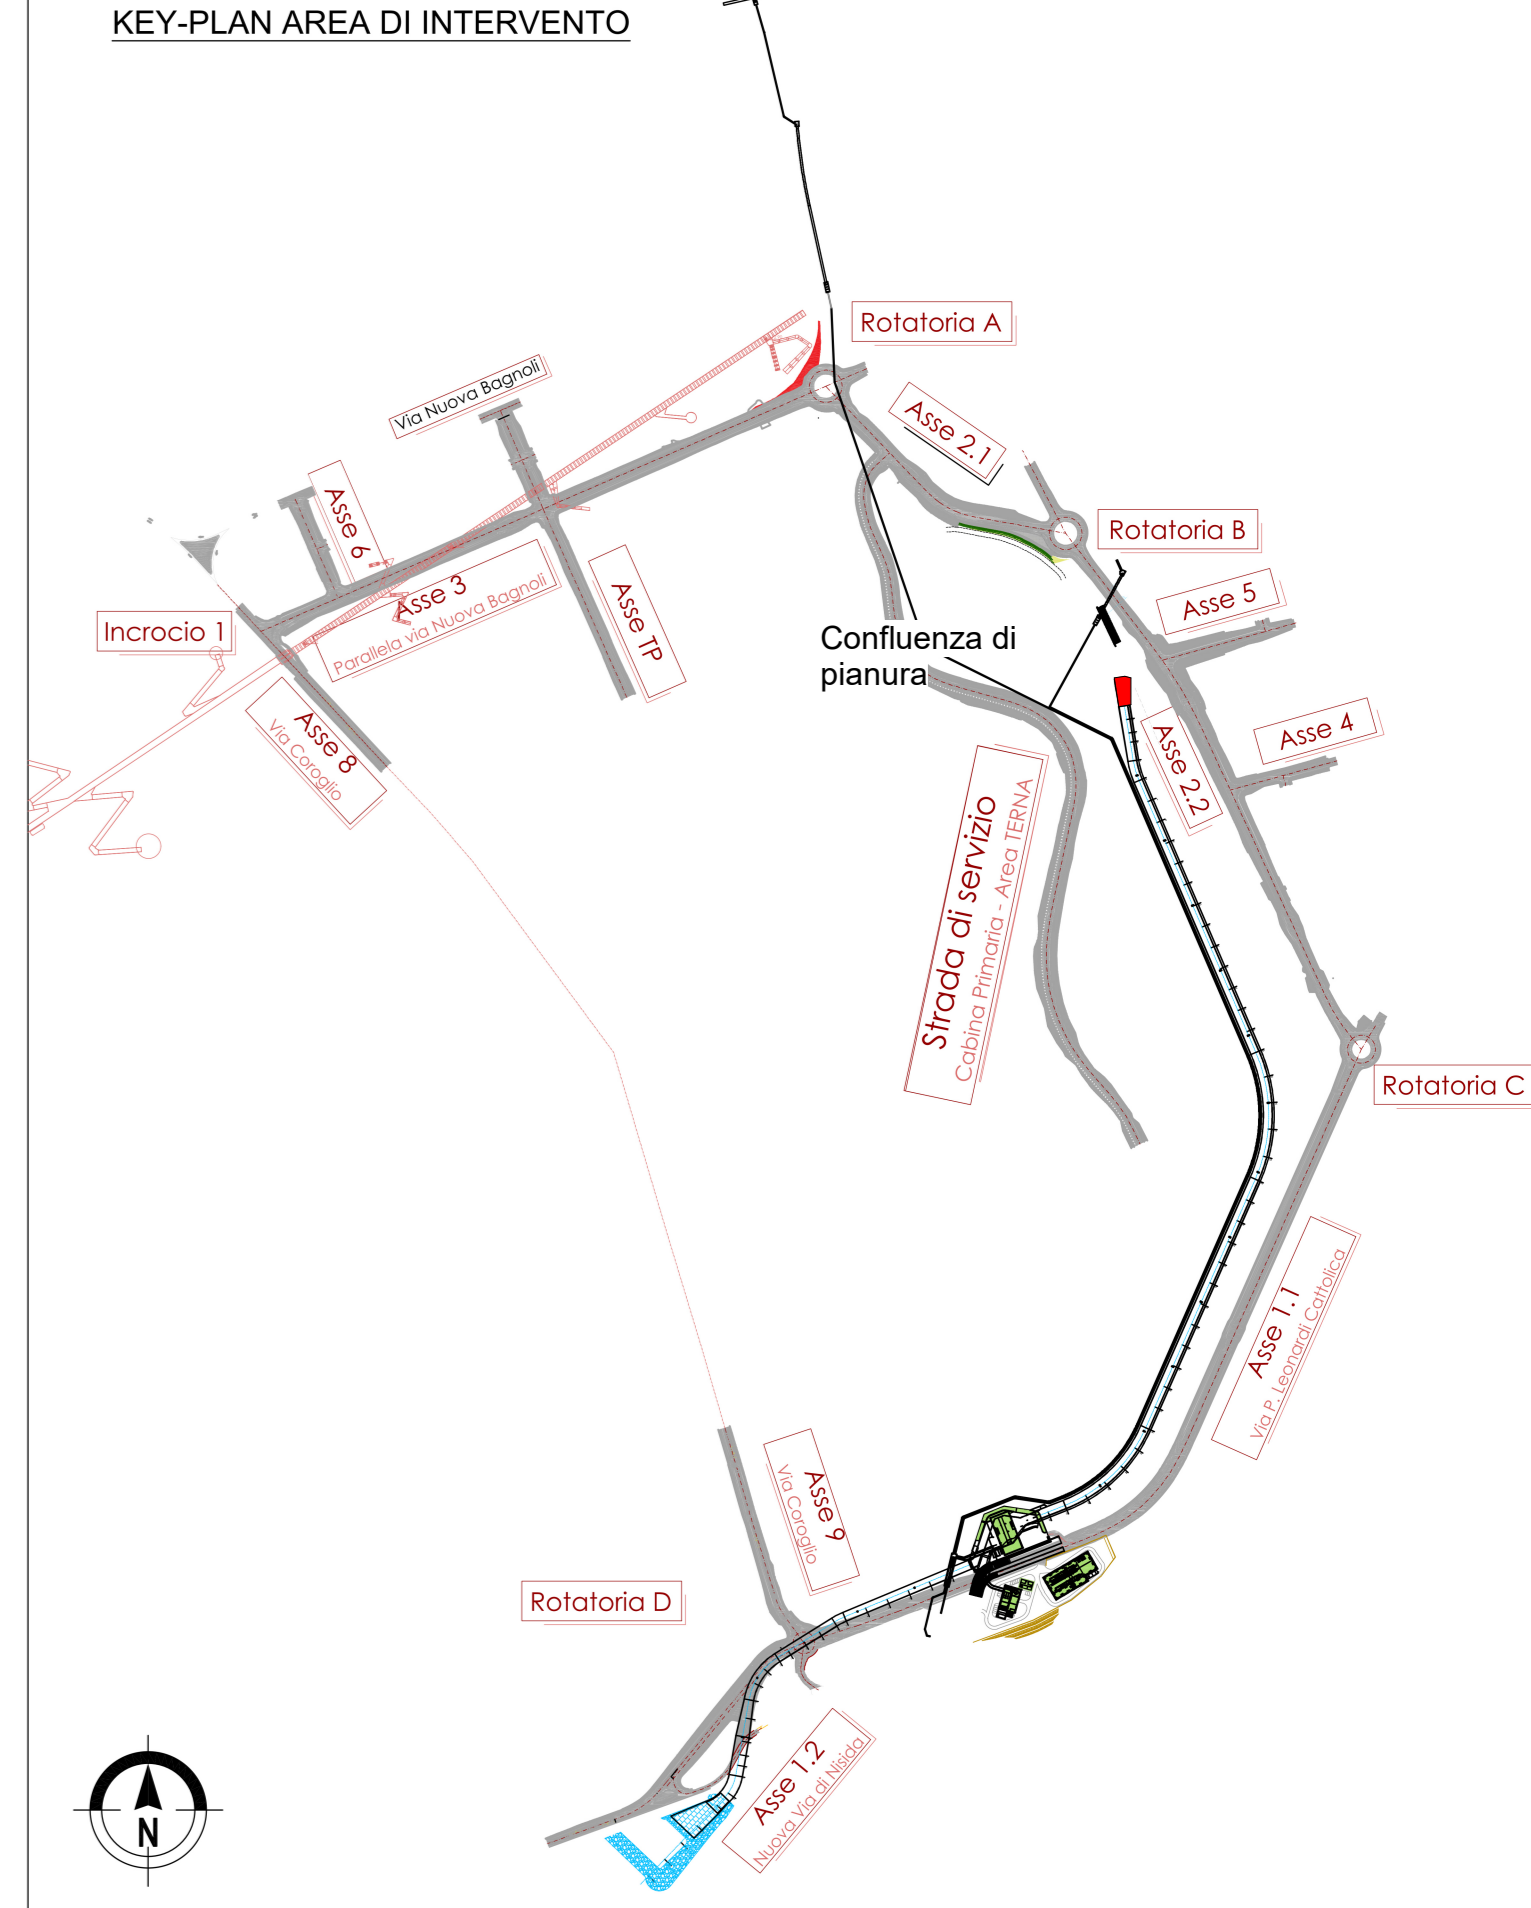 KEY-PLAN AREA DI INTERVENTO
Rotatoria A
Via Nuova Bagnoli
Asse 2.1
Asse 6
Rotatoria B
Asse 3
Parallela via Nuova Bagnoli
Asse TP
Asse 5
Incrocio 1
Confluenza di
pianura
Asse 8
Via Coroglio
Asse 4
Asse 2.2
Strada di servizio
Cabina Primaria - Area TERNA
Rotatoria C
Asse 1.1
Via P. Leonardi Cattolica
Asse 9
Via Coroglio
Rotatoria D
Asse 1.2
Nuova Via di Nisida
N